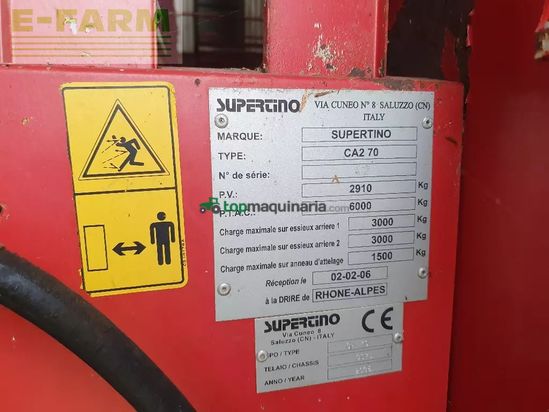 E-FARM
SUPERTINO VIA CUNEO N° 8 SALUZZO (CN)
ITALY
MARQUE: SUPERTINO
TYPE: CA2 70
N° de série: A
P.V.: 2910 Kg
P.T.A.C.: 6000 Kg
Charge maximale sur essieux arriere 1 3000 Kg
Charge maximale sur essieux arriere 2 3000 Kg
Charge maximale sur anneau d'attelage 1500 Kg
Réception le 02-02-06
à la DRIRE de RHONE-ALPES
topmaquinaria.com
SUPERTINO CE
Via Cuneo 8
Saluzzo (CN) - ITALY
TIPO / TYPE
TELAIO / CHASSIS
ANNO / YEAR